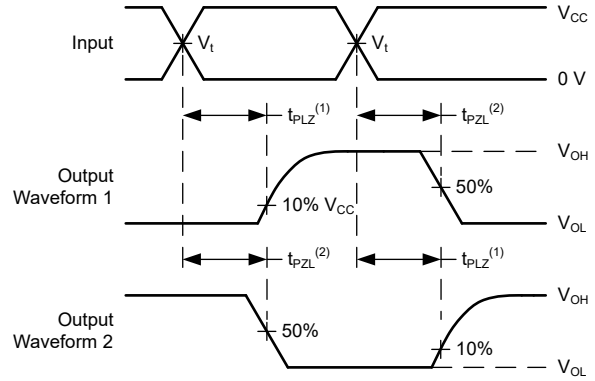 Input
V_t
V_t
V_CC
0 V
t_PLZ^(1)
t_PZL^(2)
Output
Waveform 1
10% V_CC
50%
V_OH
V_OL
t_PZL^(2)
t_PLZ^(1)
Output
Waveform 2
50%
10%
V_OH
V_OL